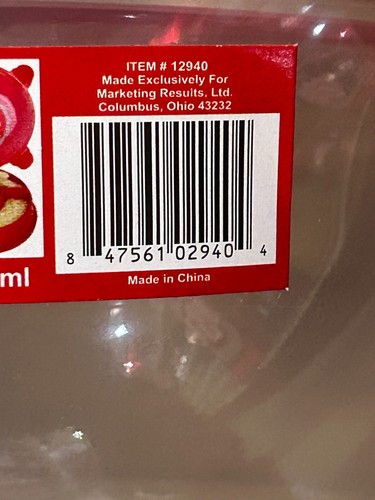 ITEM # 12940
Made Exclusively For
Marketing Results, Ltd.
Columbus, Ohio 43232
8 47561 02940 4
ml
Made in China